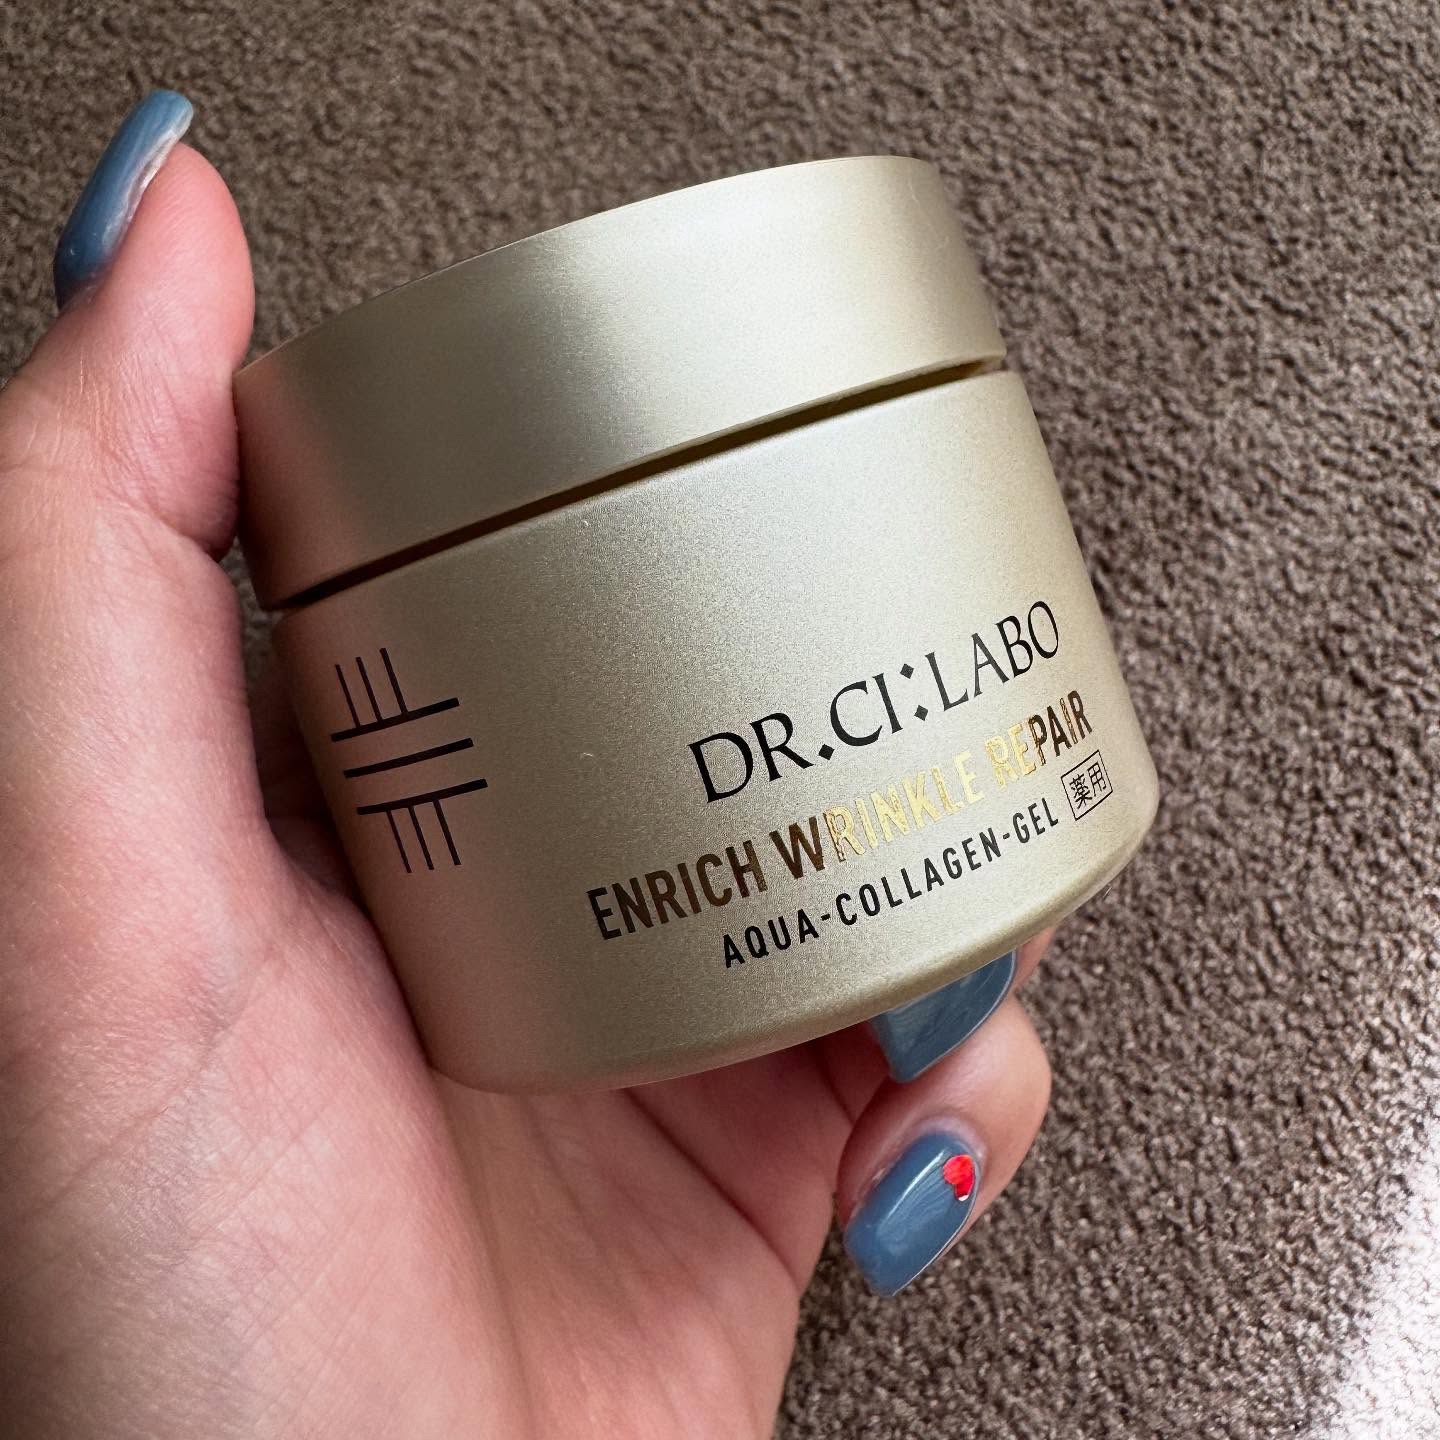 DR.CI:LABO
ENRICH WRINKLE REPAIR
AQUA-COLLAGEN-GEL 薬用